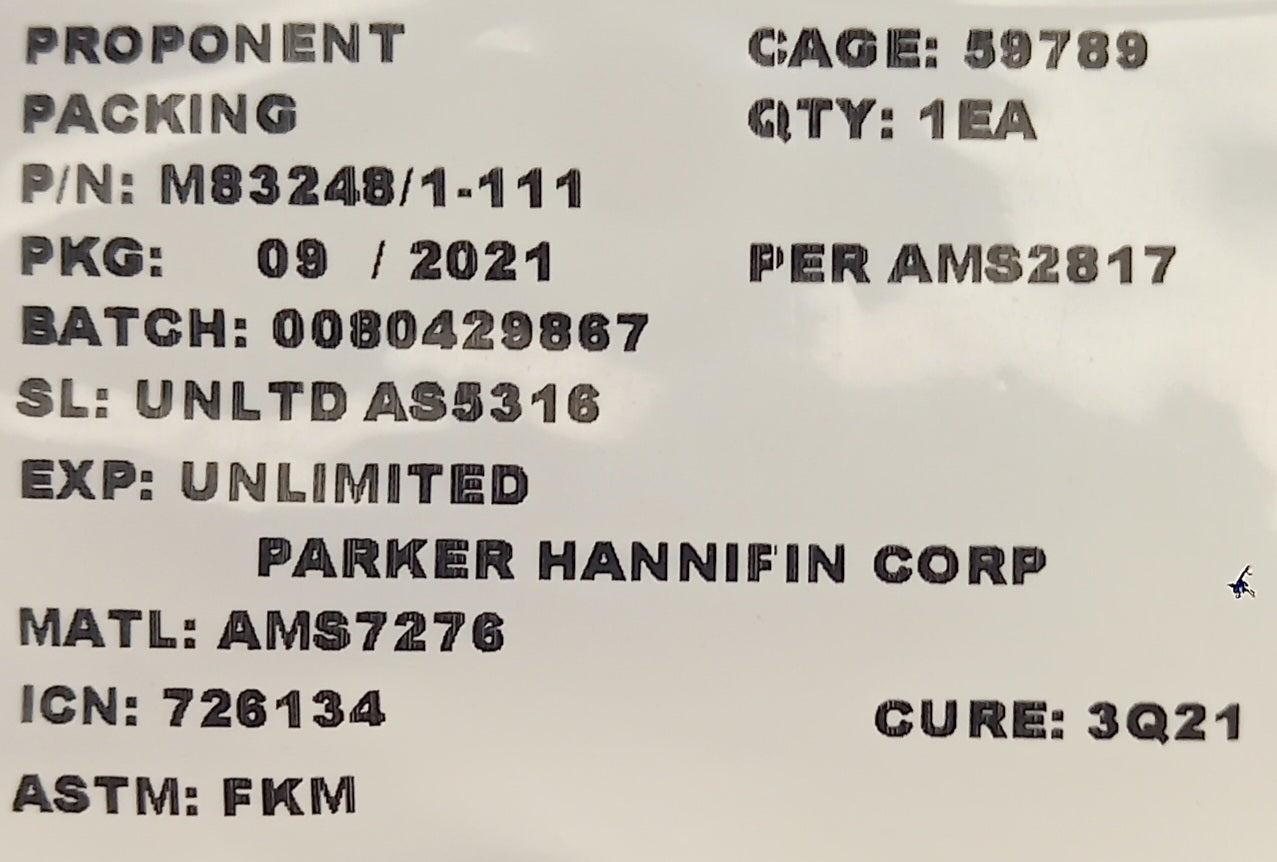 PROPONENT CAGE: 59789
PACKING QTY: 1EA
P/N: M83248/1-111
PKG: 09 / 2021 PER AMS2817
BATCH: 0080429867
SL: UNLTD AS5316
EXP: UNLIMITED
PARKER HANNIFIN CORP
MATL: AMS7276
ICN: 726134 CURE: 3Q21
ASTM: FKM